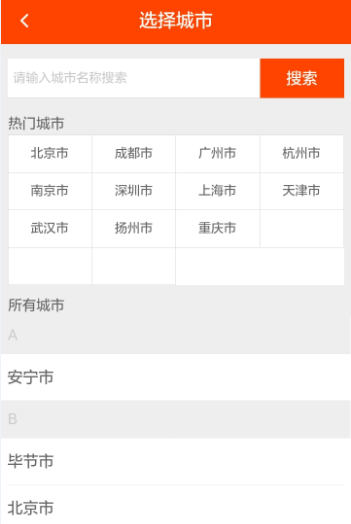 选择城市
请输入城市名称搜索 搜索
热门城市
北京市 成都市 广州市 杭州市
南京市 深圳市 上海市 天津市
武汉市 扬州市 重庆市
所有城市
A
安宁市
B
毕节市
北京市